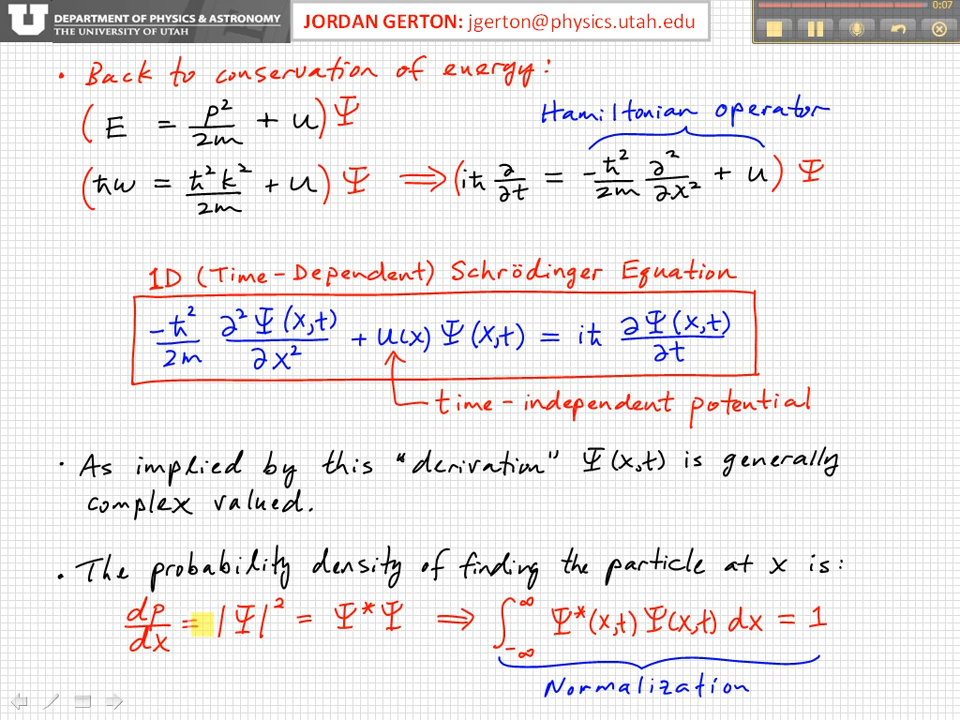 U DEPARTMENT OF PHYSICS & ASTRONOMY
THE UNIVERSITY OF UTAH
JORDAN GERTON: jgerton@physics.utah.edu
0:07
• Back to conservation of energy:
(E = p²/2m + U)Ψ
Hamiltonian operator
(ħω = ħ²k²/2m + U)Ψ ⟹ (iħ ∂/∂t = -ħ²/2m ∂²/∂x² + U)Ψ
1D (Time-Dependent) Schrödinger Equation
-ħ²/2m ∂²Ψ(x,t)/∂x² + U(x) Ψ(x,t) = iħ ∂Ψ(x,t)/∂t
time-independent potential
• As implied by this "derivation" Ψ(x,t) is generally
complex valued.
• The probability density of finding the particle at x is:
dP/dx = |Ψ|² = Ψ*Ψ ⟹ ∫_{-∞}^{∞} Ψ*(x,t) Ψ(x,t) dx = 1
Normalization